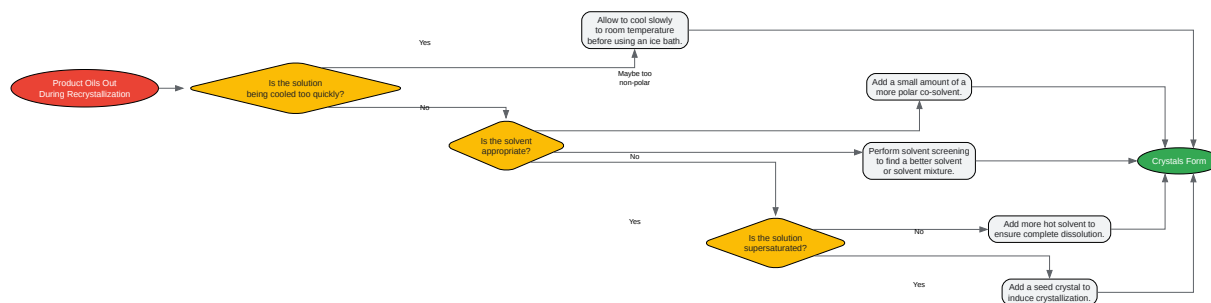 Allow to cool slowly
to room temperature
before using an ice bath.
Yes
Maybe too
non-polar
Product Oils Out
During Recrystallization
Is the solution
being cooled too quickly?
Add a small amount of a
more polar co-solvent.
No
Is the solvent
appropriate?
No
Perform solvent screening
to find a better solvent
or solvent mixture.
Crystals Form
Yes
Is the solution
supersaturated?
No
Add more hot solvent to
ensure complete dissolution.
Yes
Add a seed crystal to
induce crystallization.